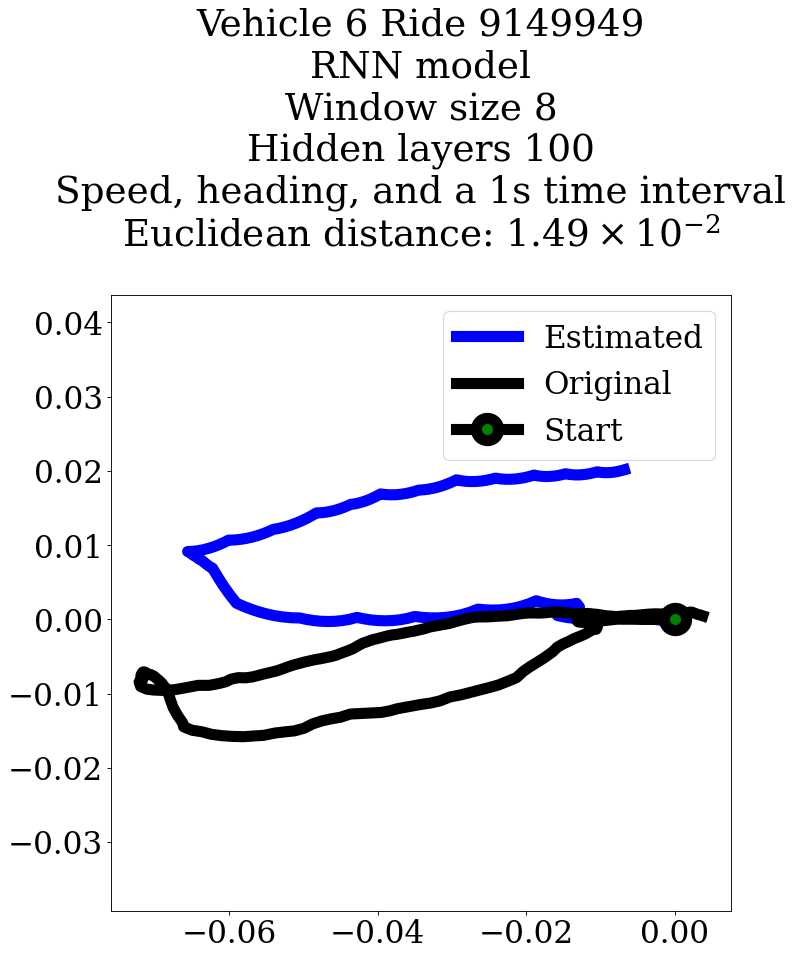 Vehicle 6 Ride 9149949
RNN model
Window size 8
Hidden layers 100
Speed, heading, and a 1s time interval
Euclidean distance: 1.49 × 10⁻²
Estimated
Original
Start
0.04
0.03
0.02
0.01
0.00
−0.01
−0.02
−0.03
−0.06 −0.04 −0.02 0.00